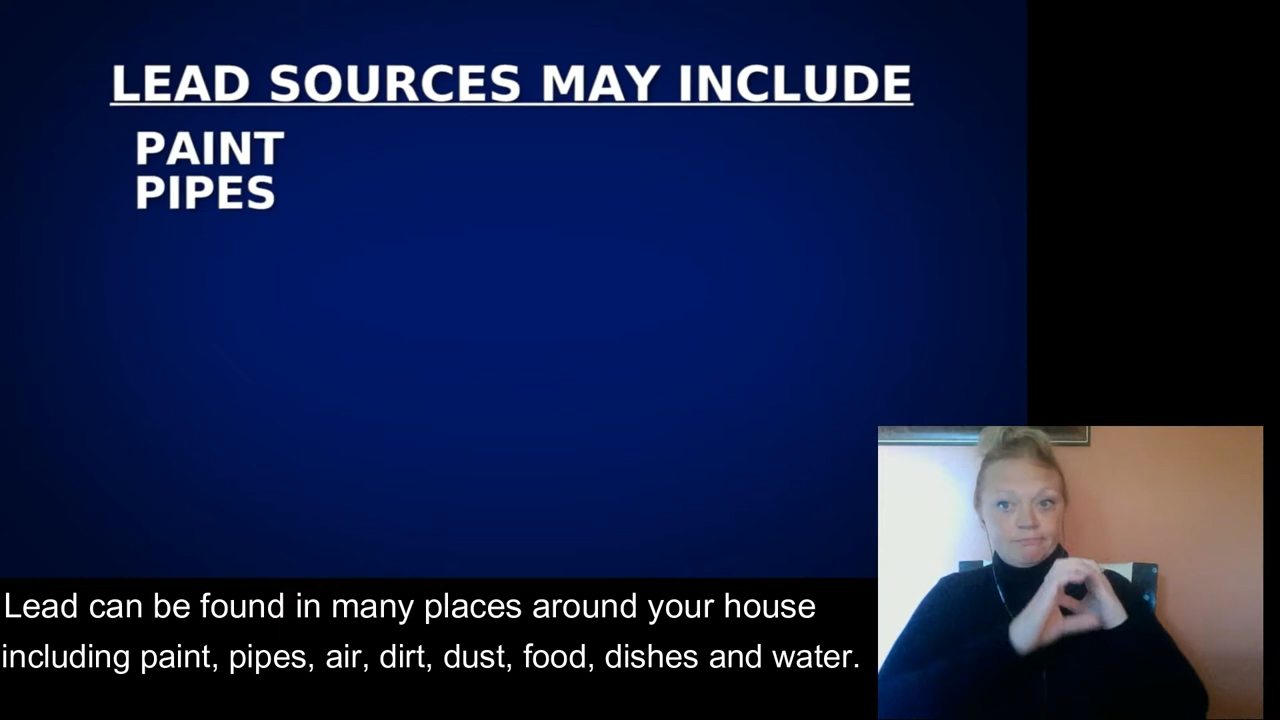 LEAD SOURCES MAY INCLUDE
PAINT
PIPES
Lead can be found in many places around your house
including paint, pipes, air, dirt, dust, food, dishes and water.